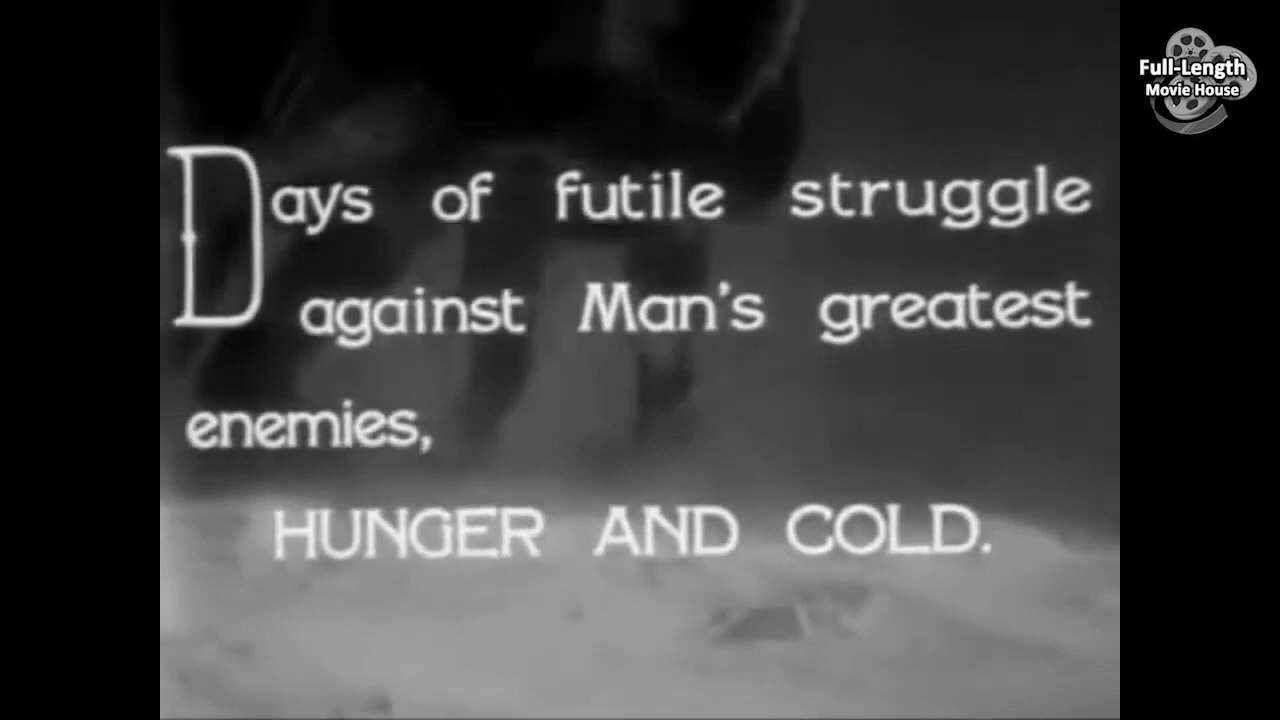 Full-Length
Movie House
Days of futile struggle
against Man's greatest
enemies,
HUNGER AND COLD.